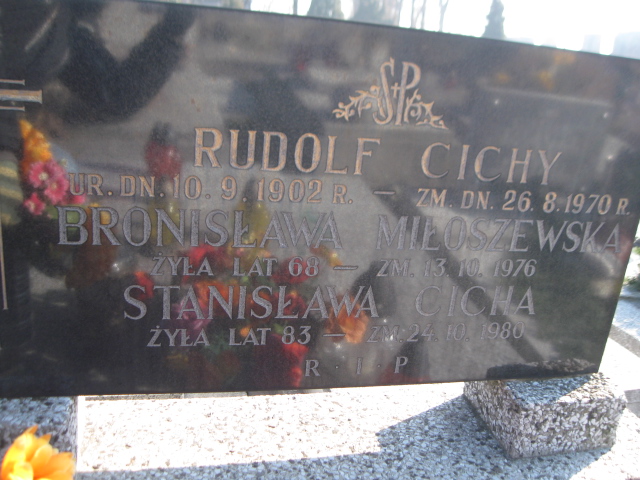 ŚP
RUDOLF CICHY
UR. DN. 10. 9. 1902 R. — ZM. DN. 26. 8. 1970 R.
BRONISŁAWA MIŁOSZEWSKA
ŻYŁA LAT 68 — ZM. 13. 10. 1976
STANISŁAWA CICHA
ŻYŁA LAT 83 — ZM. 24. 10. 1980
R · I P